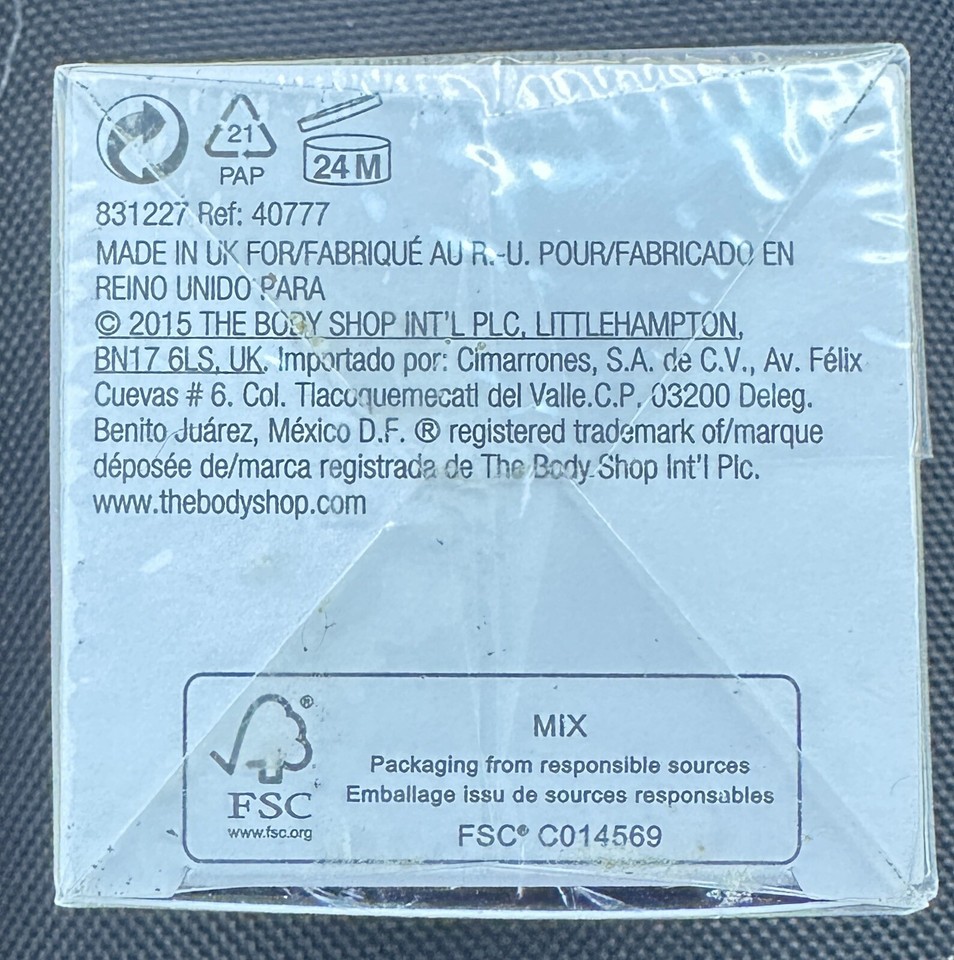 21
PAP
24 M
831227 Ref: 40777
MADE IN UK FOR/FABRIQUÉ AU R.-U. POUR/FABRICADO EN
REINO UNIDO PARA
© 2015 THE BODY SHOP INT'L PLC, LITTLEHAMPTON,
BN17 6LS, UK. Importado por: Cimarrones, S.A. de C.V., Av. Félix
Cuevas # 6. Col. Tlacoquemecatl del Valle.C.P. 03200 Deleg.
Benito Juárez, México D.F. ® registered trademark of/marque
déposée de/marca registrada de The Body Shop Int'l Plc.
www.thebodyshop.com
®
FSC
www.fsc.org
MIX
Packaging from responsible sources
Emballage issu de sources responsables
FSC® C014569